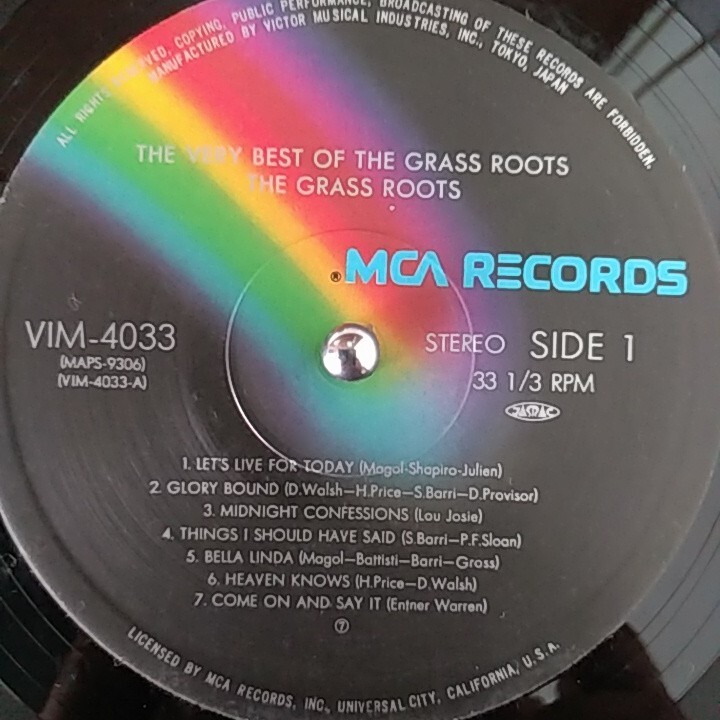 ALL RIGHTS RESERVED, COPYING, PUBLIC PERFORMANCE, BROADCASTING OF THESE RECORDS ARE FORBIDDEN.
MANUFACTURED BY VICTOR MUSICAL INDUSTRIES, INC., TOKYO, JAPAN
THE VERY BEST OF THE GRASS ROOTS
THE GRASS ROOTS
®MCA RECORDS
VIM-4033
(MAPS-9306)
(VIM-4033-A)
STEREO SIDE 1
33 1/3 RPM
JASRAC
1. LET'S LIVE FOR TODAY (Magol-Shapiro-Julien)
2. GLORY BOUND (D.Walsh—H.Price—S.Barri—D.Provisor)
3. MIDNIGHT CONFESSIONS (Lou Josie)
4. THINGS I SHOULD HAVE SAID (S.Barri—P.F.Sloan)
5. BELLA LINDA (Magol—Battisti—Barri—Gross)
6. HEAVEN KNOWS (H.Price—D.Walsh)
7. COME ON AND SAY IT (Entner Warren)
⑦
LICENSED BY MCA RECORDS, INC., UNIVERSAL CITY, CALIFORNIA, U.S.A.